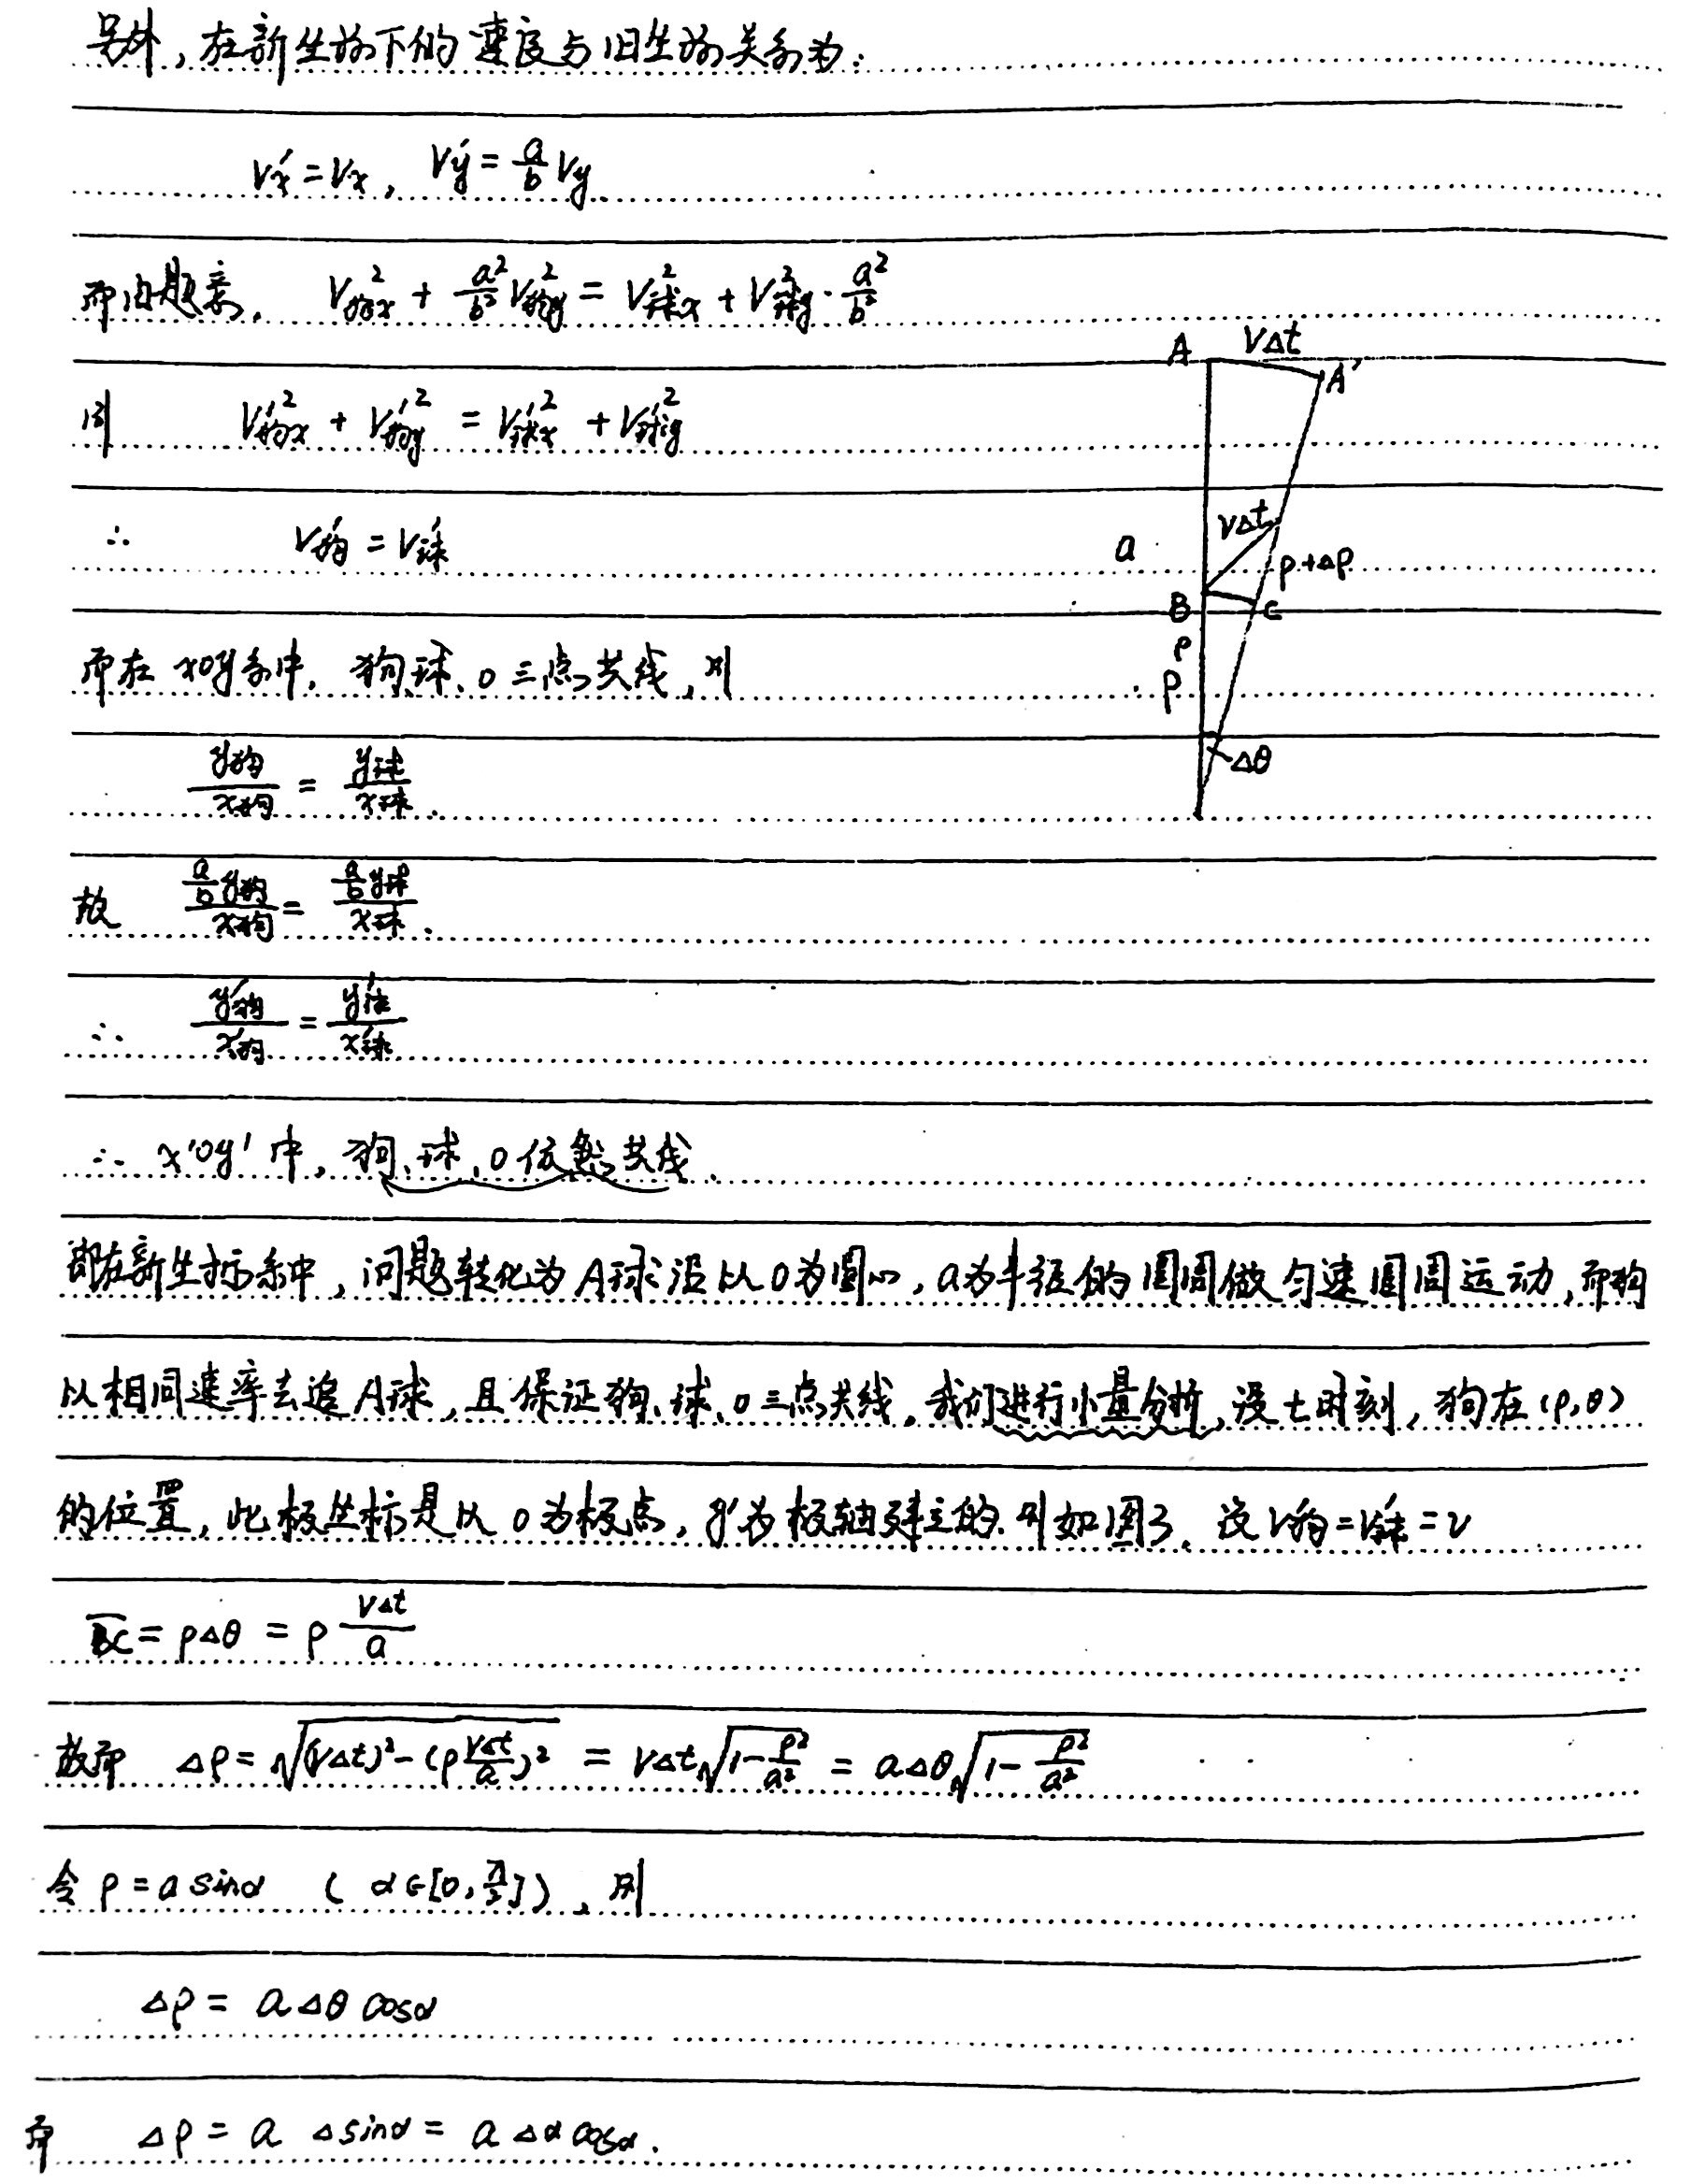 另外,在新坐标下的速度与旧坐标关系为:
Vx' = Vx, Vy' = a/b Vy
而由题意, V狗x² + a²/b² V狗y² = V球x² + V球y² · a²/b²
则 V'狗x² + V'狗y² = V'球x² + V'球y²
∴ V'狗 = V'球
而在 xoy系中, 狗、球、O 三点共线, 则
y狗/x狗 = y球/x球.
故 (a/b y狗)/x狗 = (a/b y球)/x球.
∴ y'狗/x'狗 = y'球/x'球
∴ x'oy' 中, 狗、球、O 依然共线.
A VΔt A'
a VΔt ρ+Δρ
B C
ρ
ρ
Δθ
即在新坐标系中, 问题转化为A球沿以O为圆心, a为半径的圆周做匀速圆周运动, 而狗
以相同速率去追A球, 且保证狗、球、O三点共线, 我们进行小量分析, 设 t 时刻, 狗在 (ρ,θ)
的位置, 此极坐标是以 O 为极点, y'为极轴建立的. 则如图3, 设 V'狗 = V'球 = V
BC = ρΔθ = ρ VΔt/a
故而 Δρ = √((VΔt)² - (ρ VΔt/a)²) = VΔt√(1 - ρ²/a²) = aΔθ√(1 - ρ²/a²)
令 ρ = a sinα ( α∈[0, π/2] ), 则
Δρ = aΔθ cosα
而 Δρ = a Δsinα = a Δα cosα.